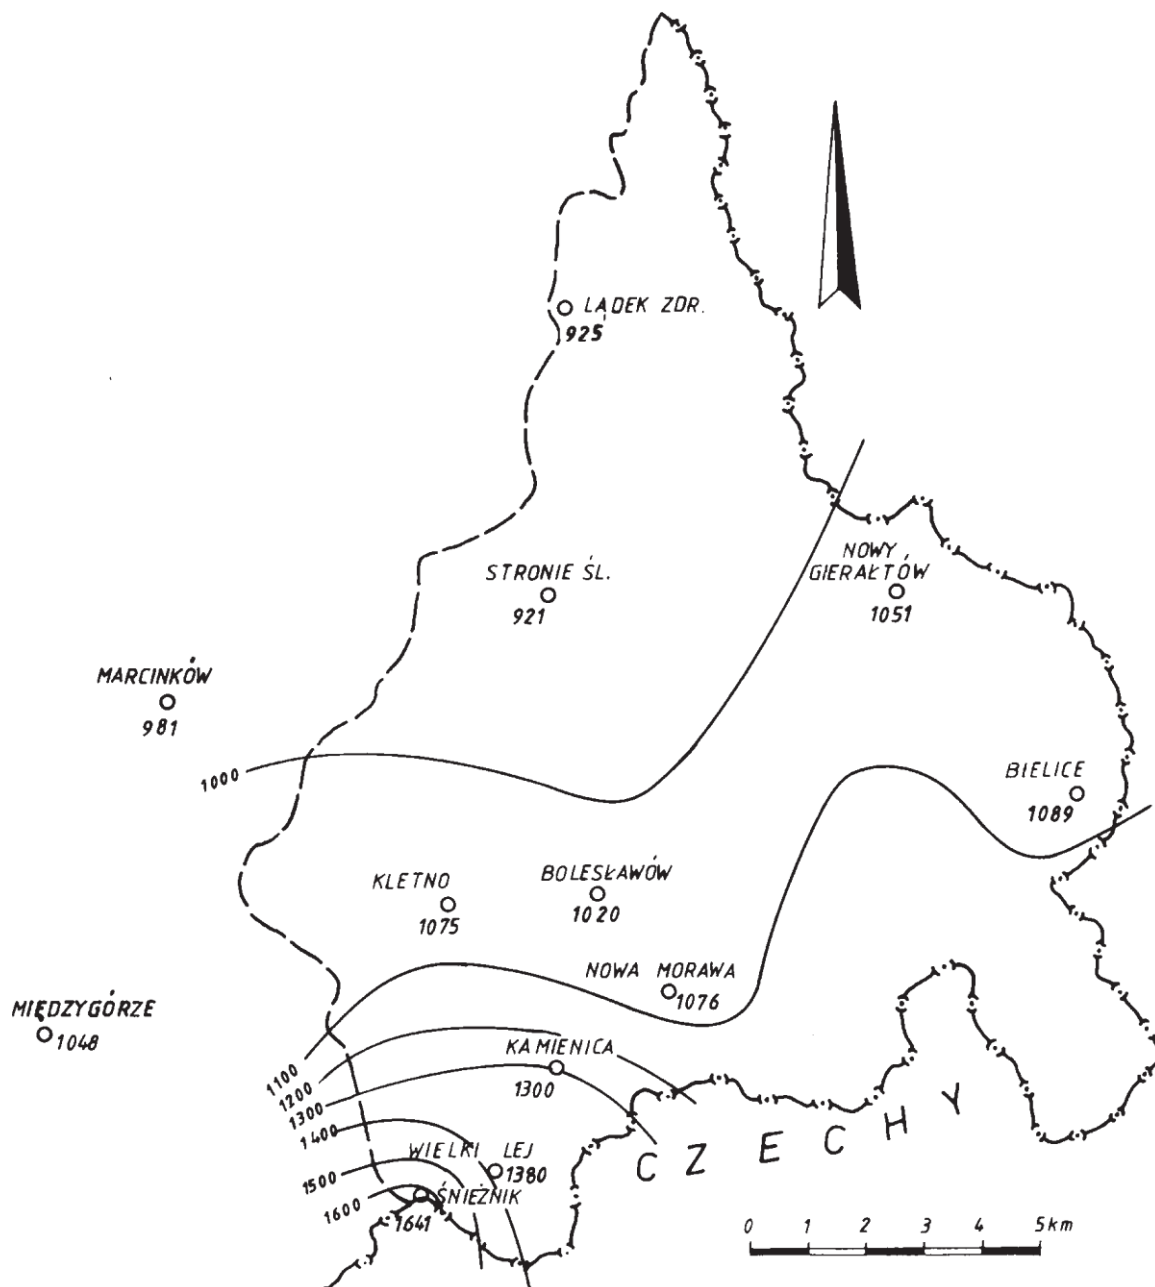 LĄDEK ZDR.
925
NOWY
GIERAŁTÓW
1051
STRONIE ŚL.
921
MARCINKÓW
981
1000
BIELICE
1089
KLETNO
1075
BOLESŁAWÓW
1020
NOWA MORAWA
1076
MIĘDZYGÓRZE
1048
KAMIENICA
1300
1100
1200
1300
1400
1500
1600
WIELKI LEJ
1380
ŚNIEŻNIK
1641
CZECHY
0 1 2 3 4 5 km